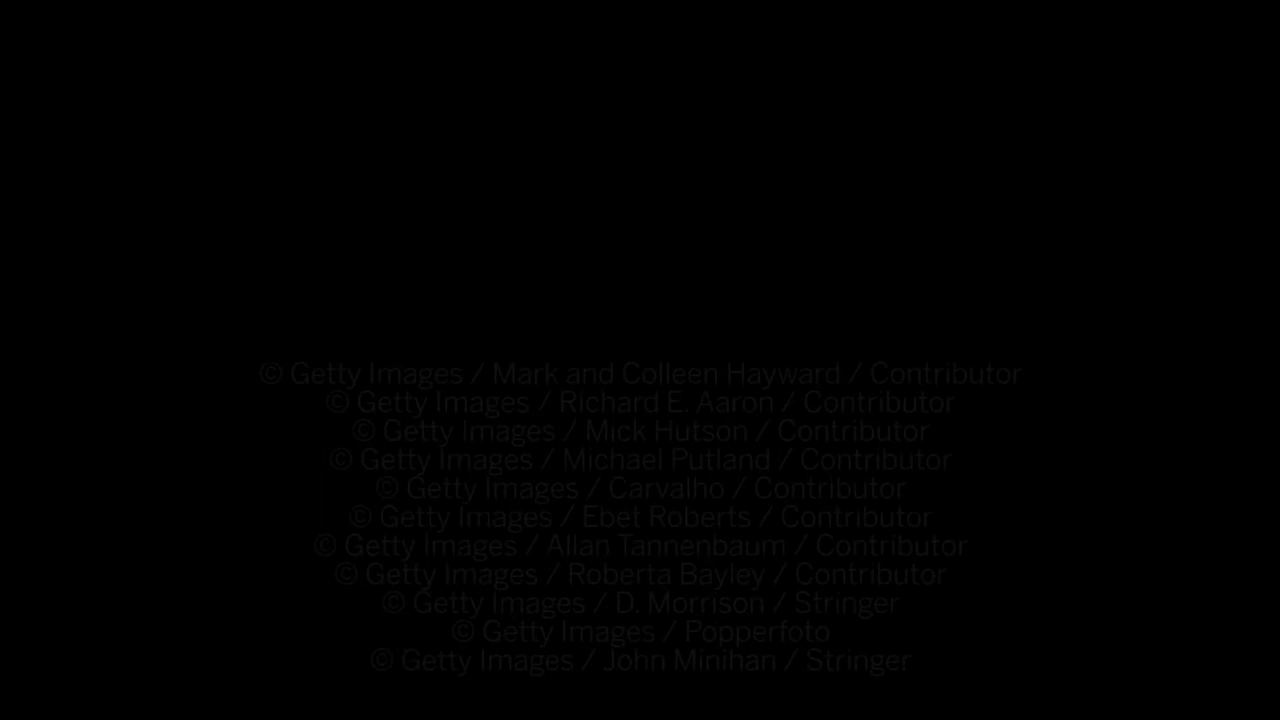 © Getty Images / Mark and Colleen Hayward / Contributor
© Getty Images / Richard E. Aaron / Contributor
© Getty Images / Mick Hutson / Contributor
© Getty Images / Michael Putland / Contributor
© Getty Images / Carvalho / Contributor
© Getty Images / Ebet Roberts / Contributor
© Getty Images / Allan Tannenbaum / Contributor
© Getty Images / Roberta Bayley / Contributor
© Getty Images / D. Morrison / Stringer
© Getty Images / Popperfoto
© Getty Images / John Minihan / Stringer